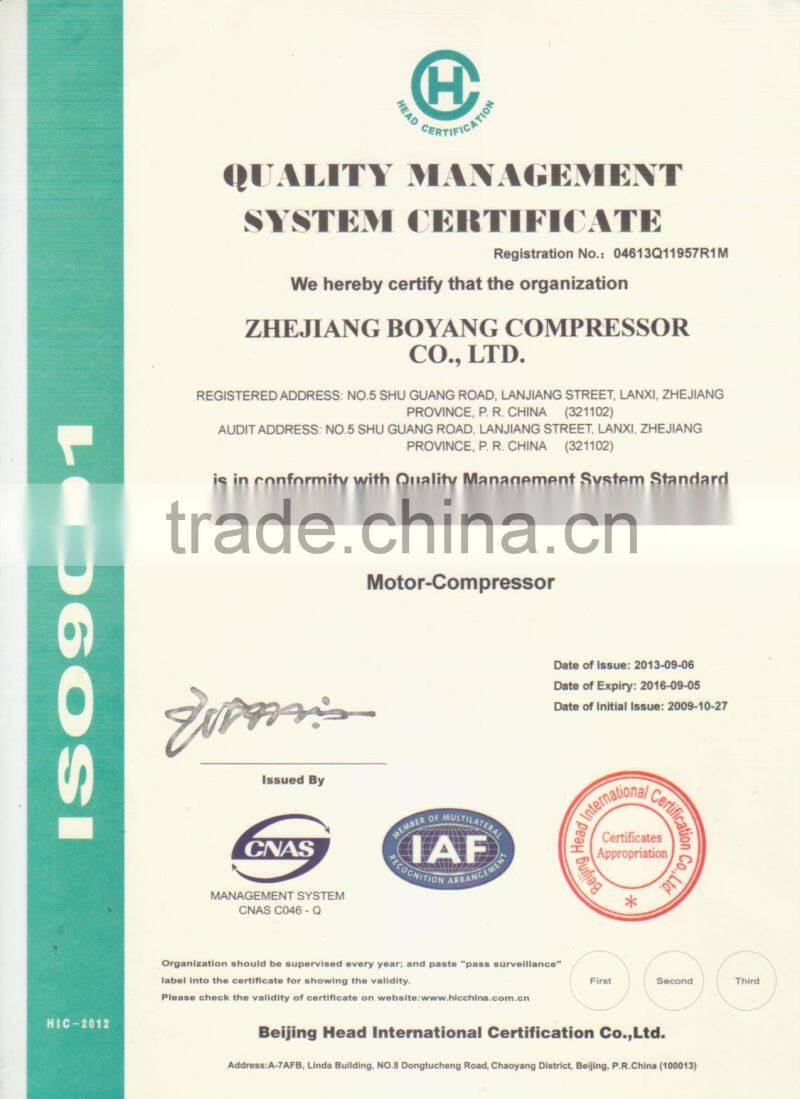 HC
HEAD CERTIFICATION
QUALITY MANAGEMENT
SYSTEM CERTIFICATE
Registration No.: 04613Q11957R1M
We hereby certify that the organization
ZHEJIANG BOYANG COMPRESSOR
CO., LTD.
REGISTERED ADDRESS: NO.5 SHU GUANG ROAD, LANJIANG STREET, LANXI, ZHEJIANG
PROVINCE, P. R. CHINA (321102)
AUDIT ADDRESS: NO.5 SHU GUANG ROAD, LANJIANG STREET, LANXI, ZHEJIANG
PROVINCE, P. R. CHINA (321102)
is in conformity with Quality Management System Standard
trade.china.cn
Motor-Compressor
Date of Issue: 2013-09-06
Date of Expiry: 2016-09-05
Date of Initial Issue: 2009-10-27
Issued By
CNAS
MANAGEMENT SYSTEM
CNAS C046 - Q
MEMBER OF MULTILATERAL
IAF
RECOGNITION ARRANGEMENT
Beijing Head International Certification Co.,Ltd.
Certificates
Appropriation
Organization should be supervised every year; and paste "pass surveillance"
label into the certificate for showing the validity.
Please check the validity of certificate on website:www.hicchina.com.cn
First
Second
Third
Beijing Head International Certification Co.,Ltd.
Address:A-7AFB, Linda Building, NO.8 Dongtucheng Road, Chaoyang District, Beijing, P.R.China (100013)
ISO9001
HIC-2012